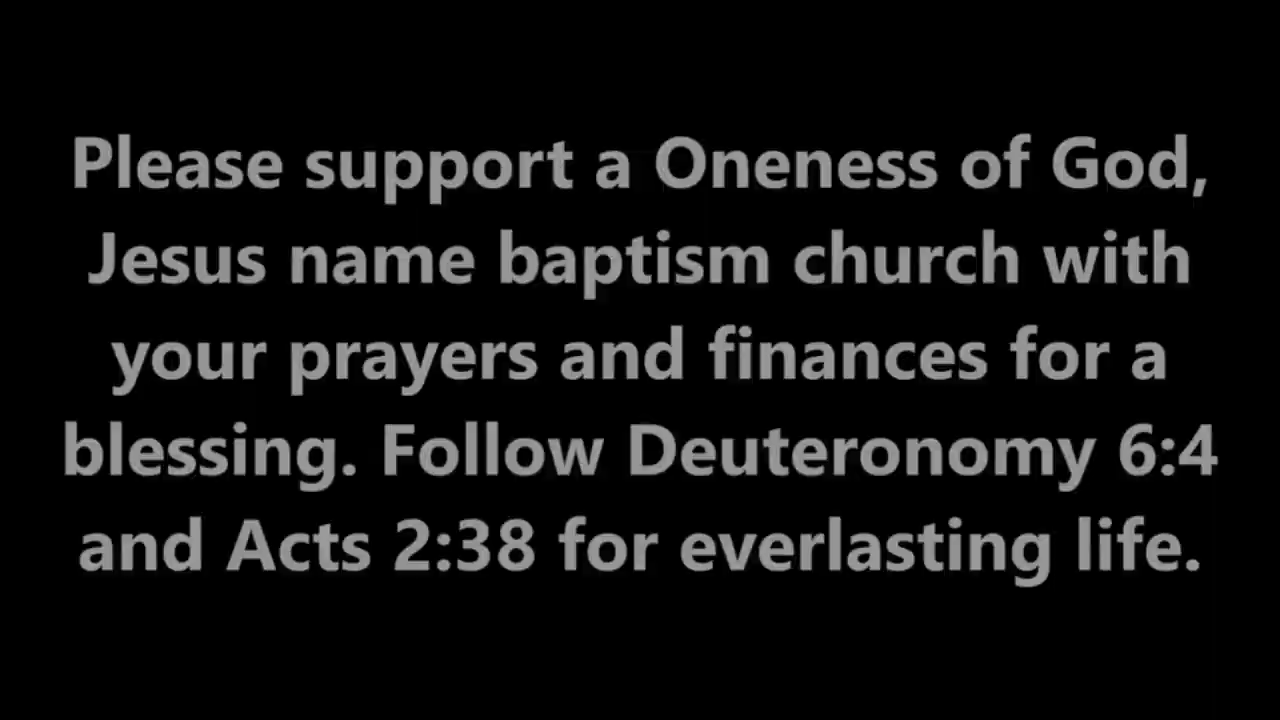 Please support a Oneness of God,
Jesus name baptism church with
your prayers and finances for a
blessing. Follow Deuteronomy 6:4
and Acts 2:38 for everlasting life.